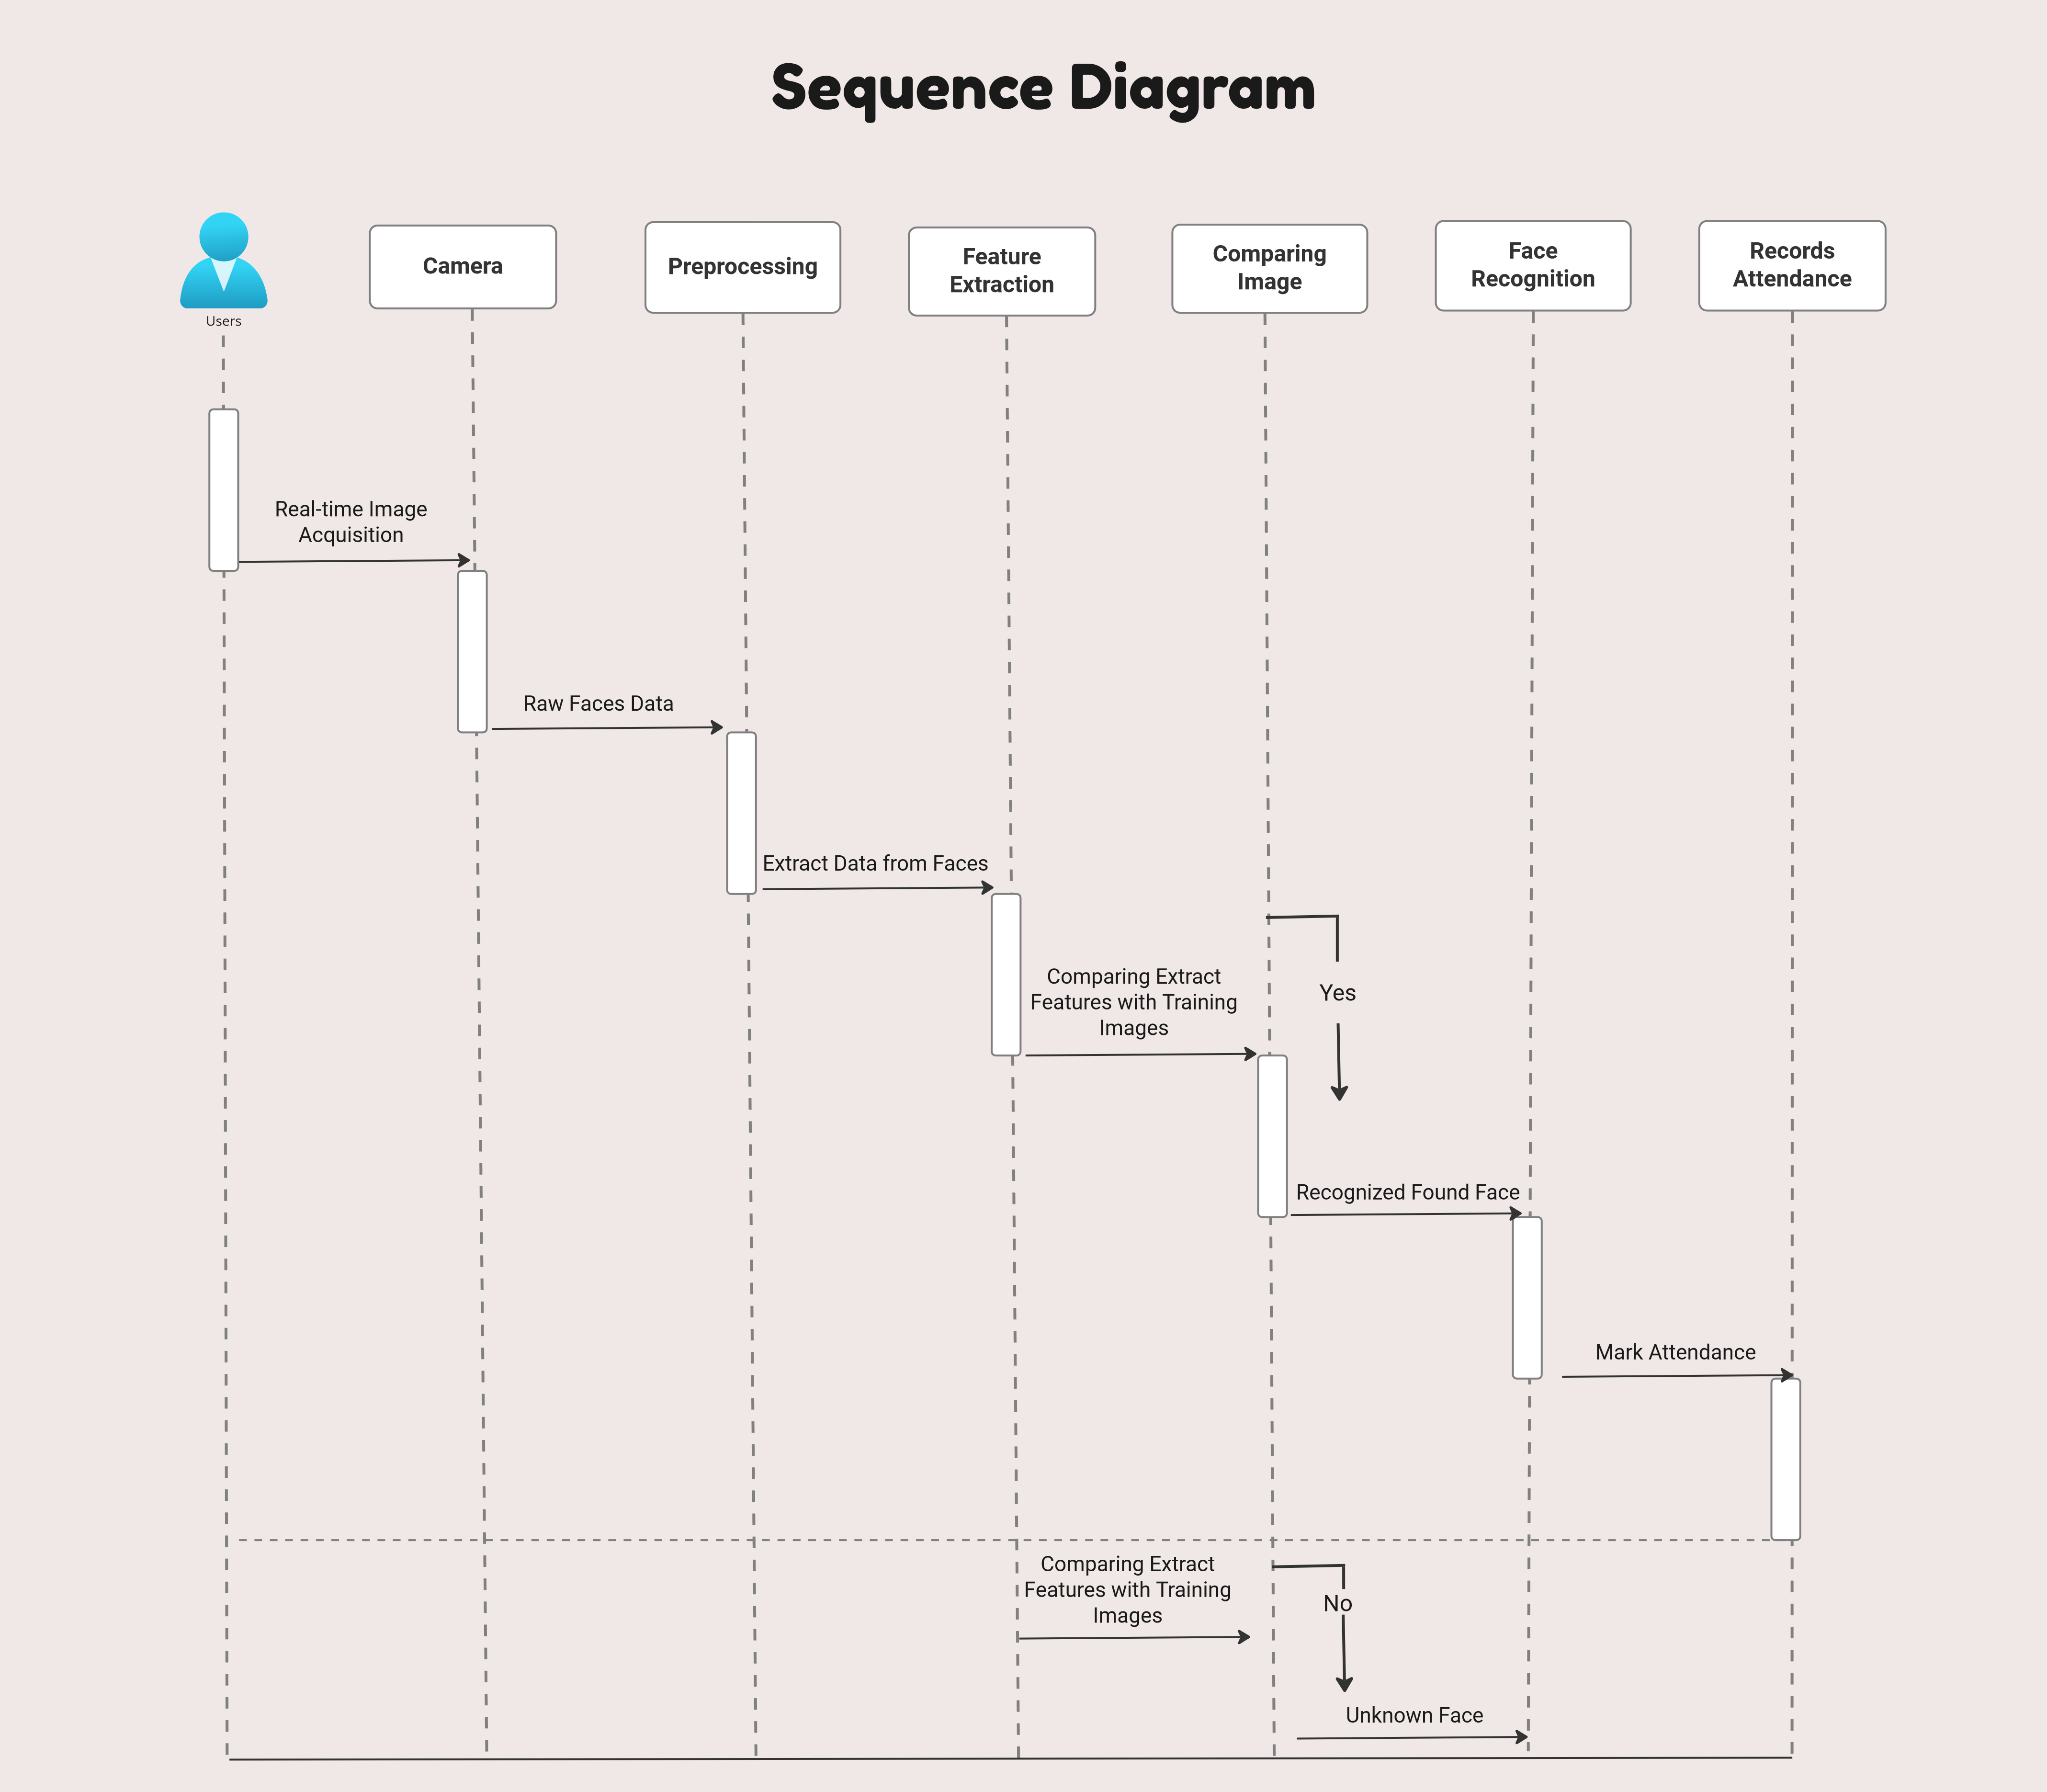 Sequence Diagram
Users
Camera
Preprocessing
Feature
Extraction
Comparing
Image
Face
Recognition
Records
Attendance
Real-time Image
Acquisition
Raw Faces Data
Extract Data from Faces
Comparing Extract
Features with Training
Images
Yes
Recognized Found Face
Mark Attendance
Comparing Extract
Features with Training
Images
No
Unknown Face